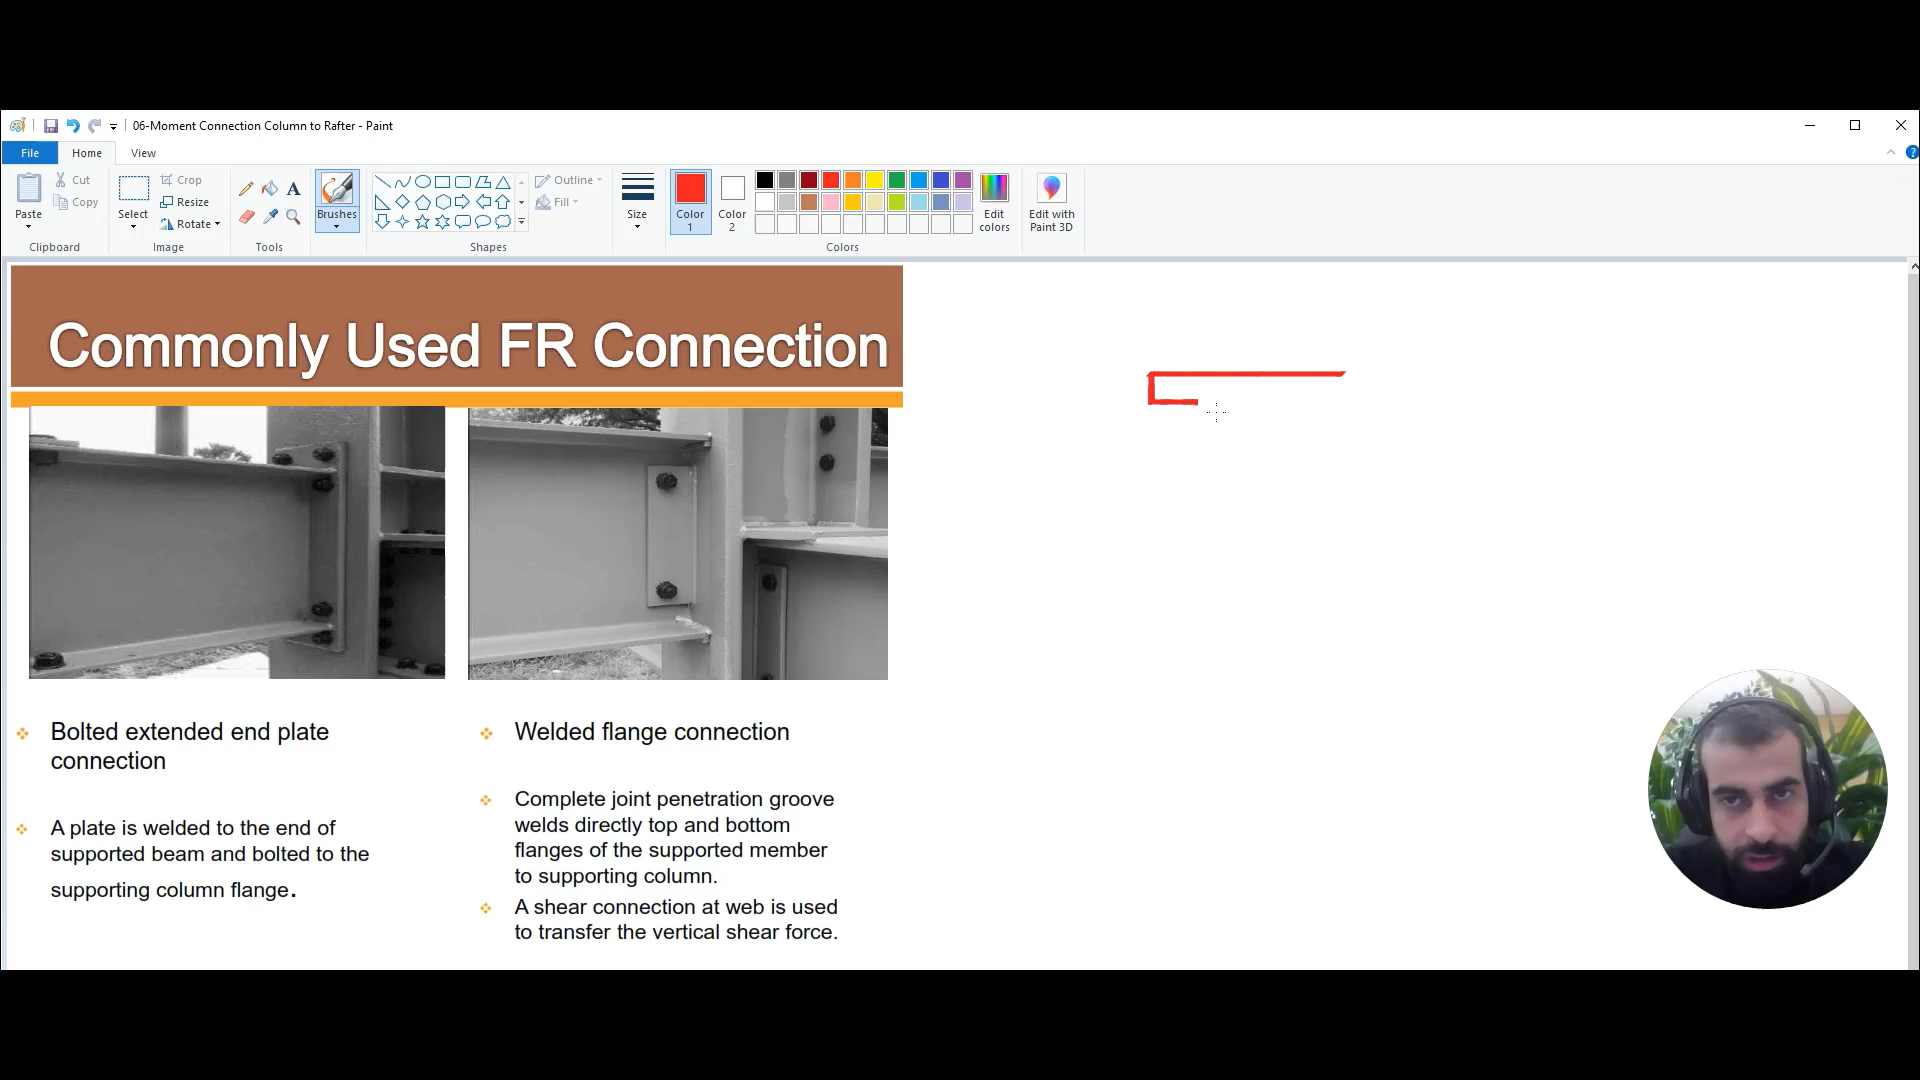 06-Moment Connection Column to Rafter - Paint
File
Home
View
Paste
Cut
Copy
Clipboard
Select
Crop
Resize
Rotate
Image
A
Tools
Brushes
Shapes
Outline
Fill
Size
Color 1
Color 2
Edit colors
Colors
Edit with Paint 3D
?
Commonly Used FR Connection
Bolted extended end plate
connection
A plate is welded to the end of
supported beam and bolted to the
supporting column flange.
Welded flange connection
Complete joint penetration groove
welds directly top and bottom
flanges of the supported member
to supporting column.
A shear connection at web is used
to transfer the vertical shear force.